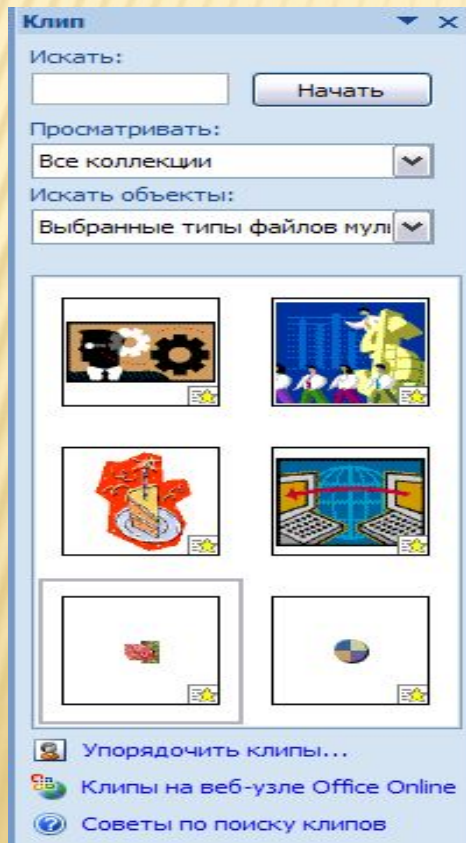 Клип
Искать:
Начать
Просматривать:
Все коллекции
Искать объекты:
Выбранные типы файлов мул
Упорядочить клипы...
Клипы на веб-узле Office Online
Советы по поиску клипов